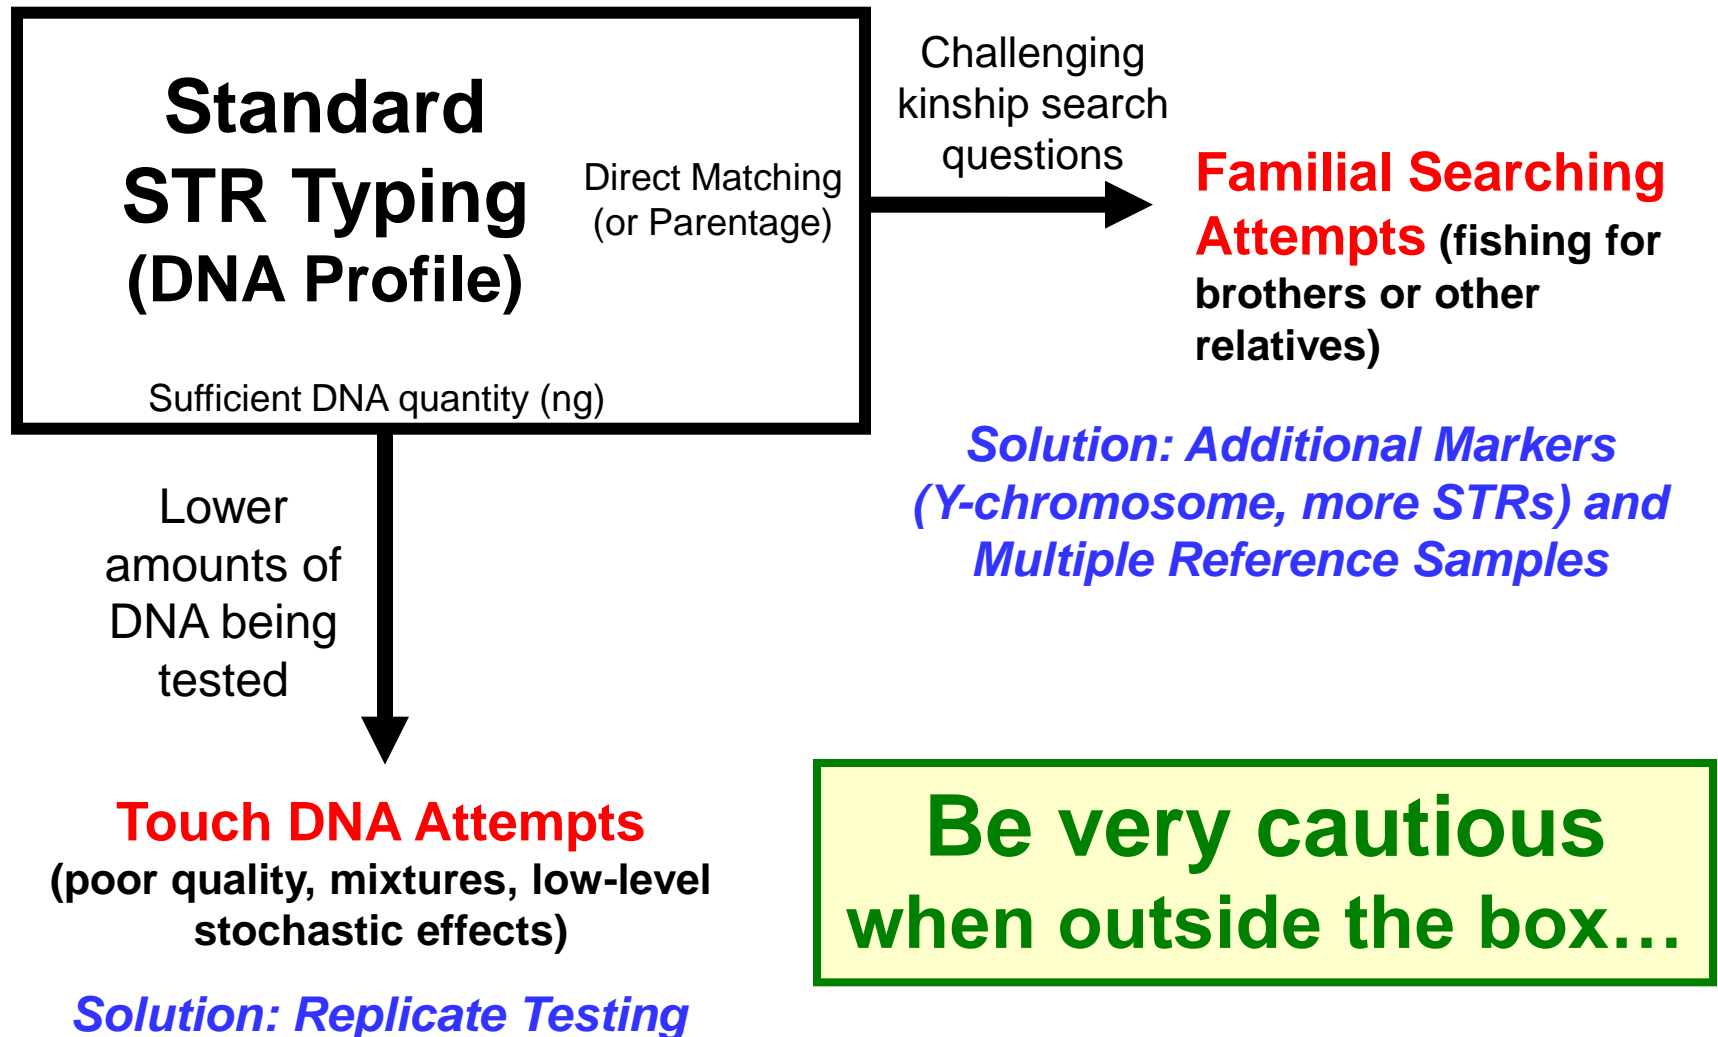 Standard
STR Typing
(DNA Profile)
Direct Matching
(or Parentage)
Sufficient DNA quantity (ng)
Challenging
kinship search
questions
Familial Searching
Attempts (fishing for
brothers or other
relatives)
Solution: Additional Markers
(Y-chromosome, more STRs) and
Multiple Reference Samples
Lower
amounts of
DNA being
tested
Touch DNA Attempts
(poor quality, mixtures, low-level
stochastic effects)
Solution: Replicate Testing
Be very cautious
when outside the box…